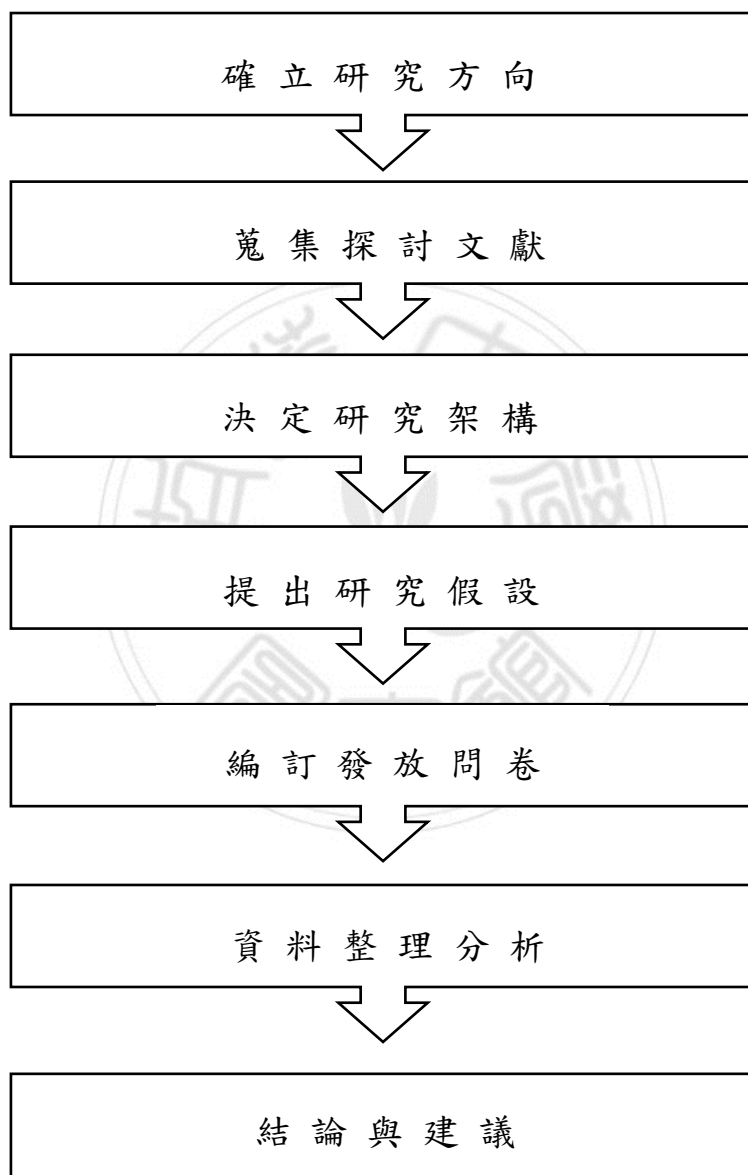 確立研究方向
蒐集探討文獻
決定研究架構
提出研究假設
編訂發放問卷
資料整理分析
結論與建議